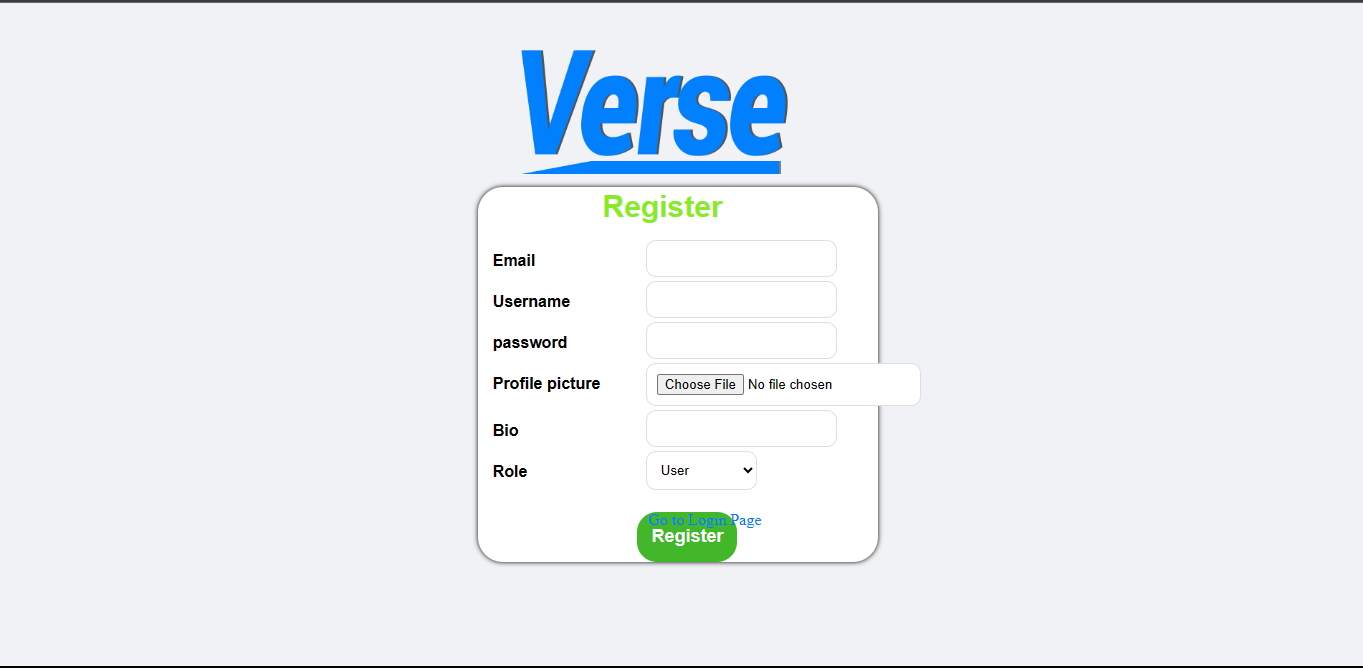 Verse
Register
Email
Username
password
Profile picture Choose File No file chosen
Bio
Role User
Go to Login Page
Register